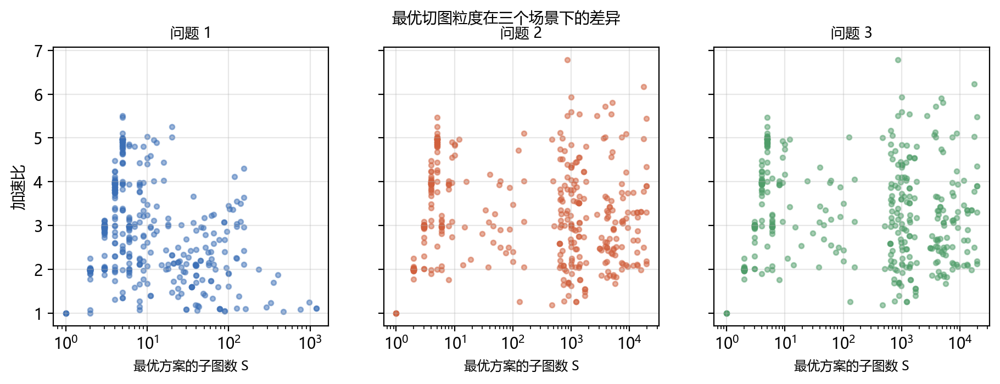 最优切图粒度在三个场景下的差异
问题 1
问题 2
问题 3
加速比
7
6
5
4
3
2
1
10⁰ 10¹ 10² 10³
10⁰ 10¹ 10² 10³ 10⁴
10⁰ 10¹ 10² 10³ 10⁴
最优方案的子图数 S
最优方案的子图数 S
最优方案的子图数 S